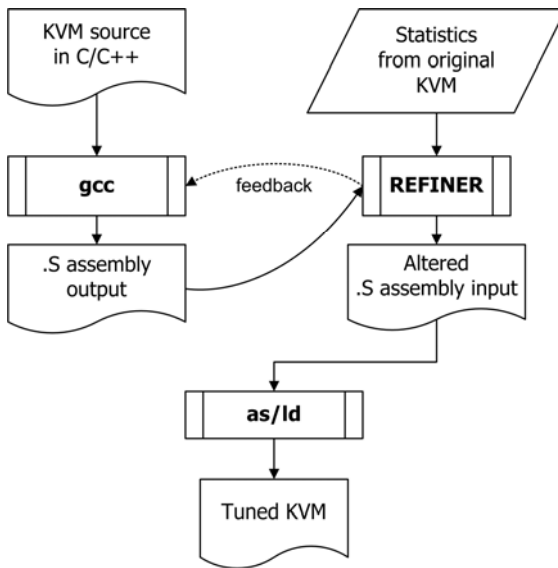 KVM source
in C/C++
Statistics
from original
KVM
gcc
feedback
REFINER
.S assembly
output
Altered
.S assembly input
as/ld
Tuned KVM